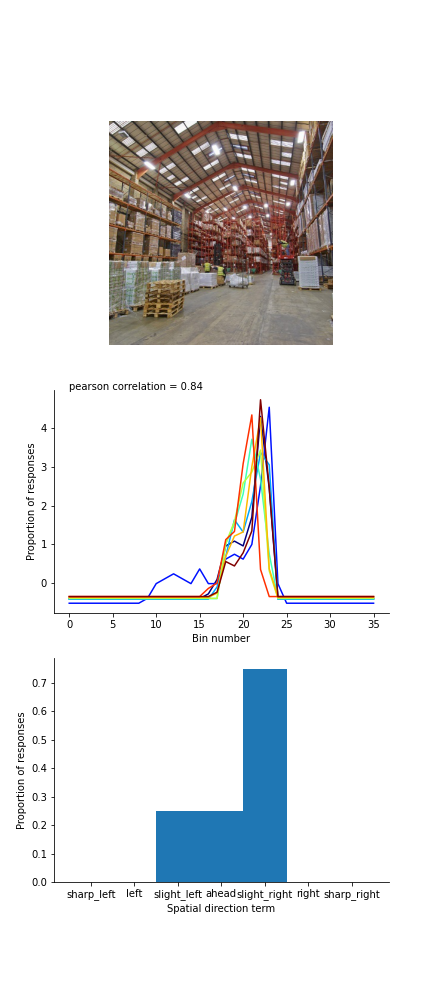 pearson correlation = 0.84
Proportion of responses
4
3
2
1
0
0 5 10 15 20 25 30 35
Bin number
Proportion of responses
0.7
0.6
0.5
0.4
0.3
0.2
0.1
0.0
sharp_left left slight_left ahead slight_right right sharp_right
Spatial direction term